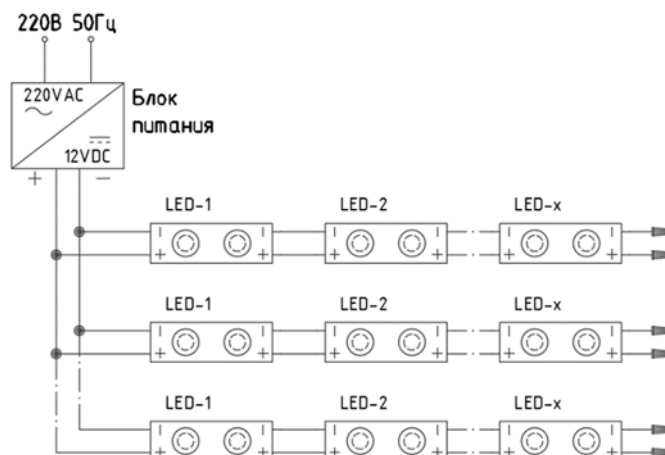 220В 50Гц
220VAC
Блок
питания
12VDC
+ −
LED-1 LED-2 LED-x
LED-1 LED-2 LED-x
LED-1 LED-2 LED-x